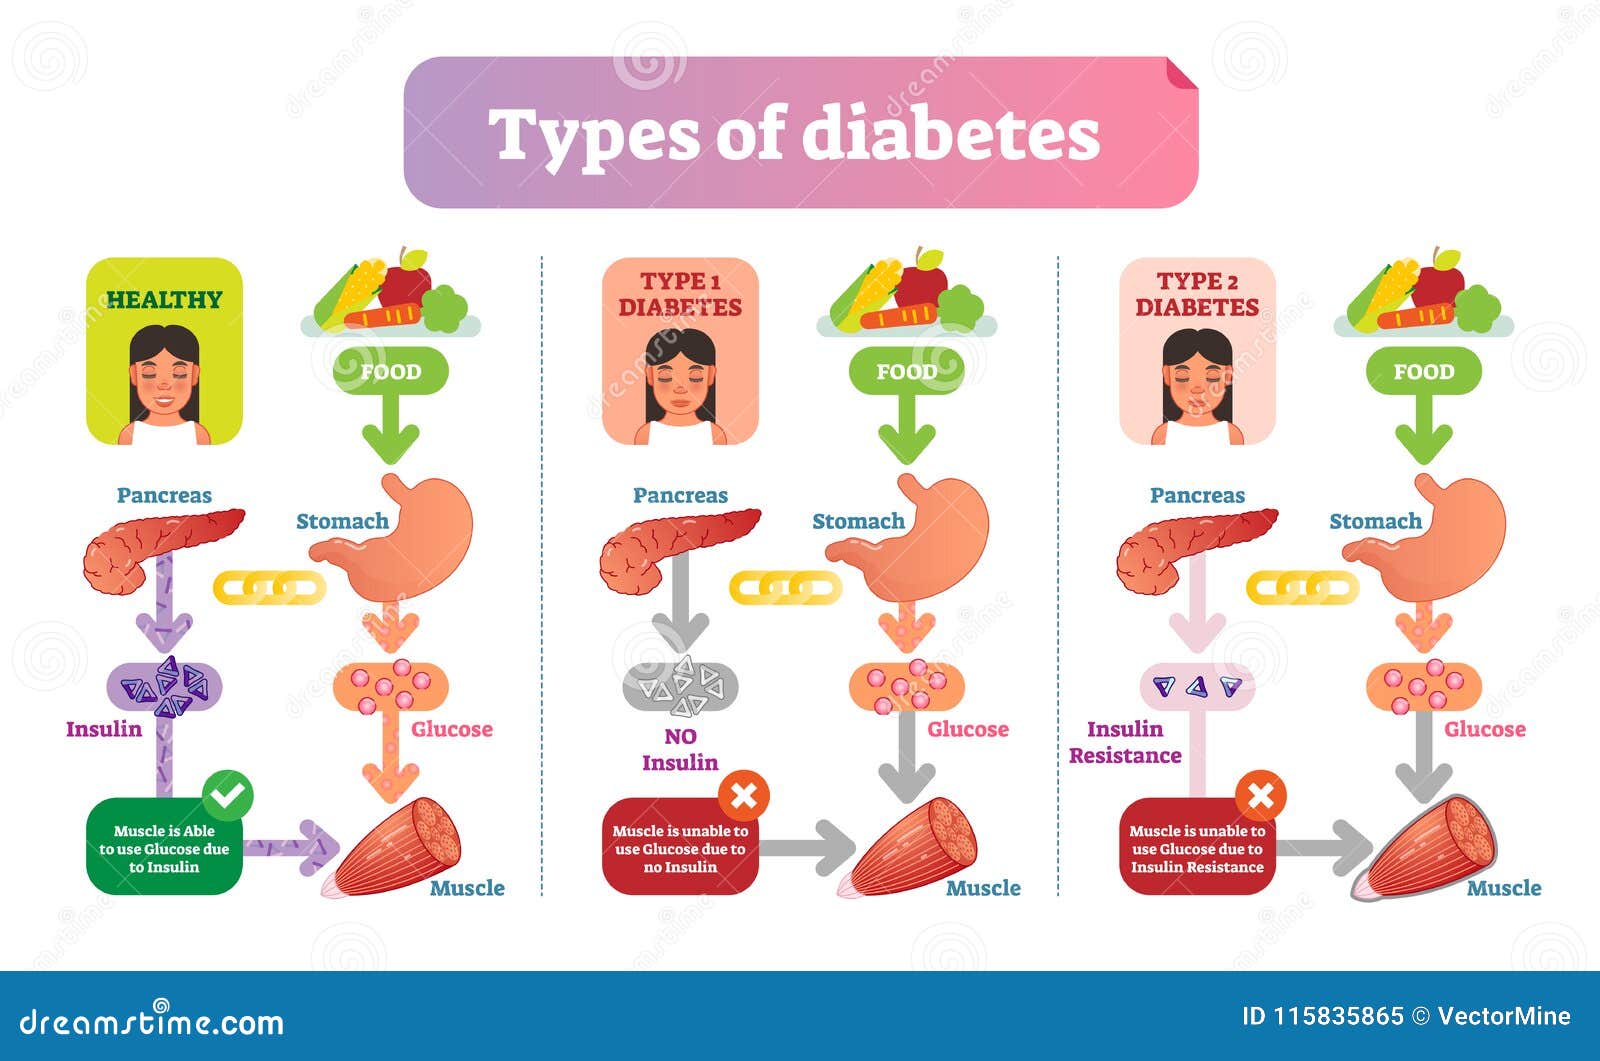 Types of diabetes
HEALTHY
FOOD
Pancreas
Stomach
Insulin
Glucose
Muscle is Able
to use Glucose due
to Insulin
Muscle
TYPE 1
DIABETES
FOOD
Pancreas
Stomach
NO
Insulin
Glucose
Muscle is unable to
use Glucose due to
no Insulin
Muscle
TYPE 2
DIABETES
FOOD
Pancreas
Stomach
Insulin
Resistance
Glucose
Muscle is unable to
use Glucose due to
Insulin Resistance
Muscle
dreamstime.com
ID 115835865 © VectorMine